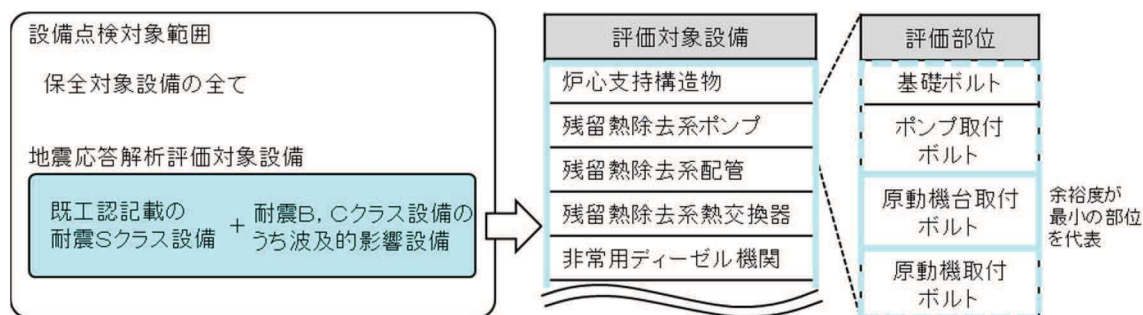 設備点検対象範囲
保全対象設備の全て
地震応答解析評価対象設備
既工認記載の
耐震Sクラス設備
+
耐震B,Cクラス設備の
うち波及的影響設備
評価対象設備
炉心支持構造物
残留熱除去系ポンプ
残留熱除去系配管
残留熱除去系熱交換器
非常用ディーゼル機関
評価部位
基礎ボルト
ポンプ取付
ボルト
原動機台取付
ボルト
原動機取付
ボルト
余裕度が
最小の部位
を代表